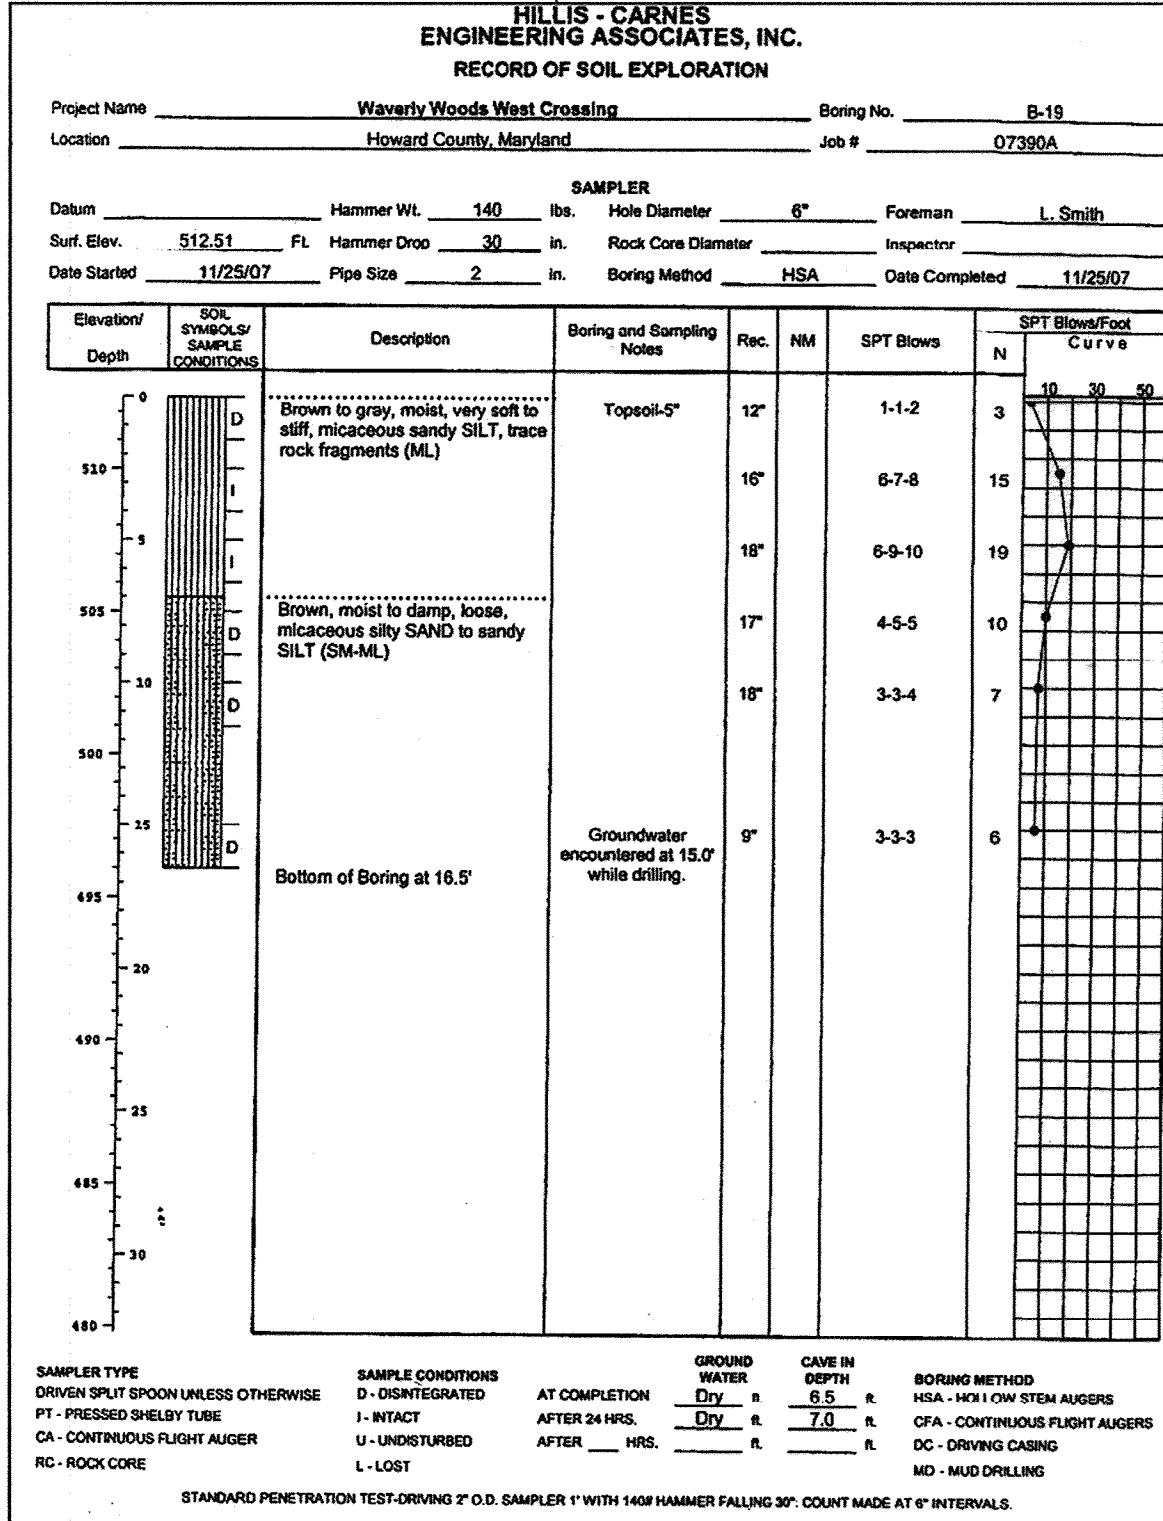 HILLIS - CARNES
ENGINEERING ASSOCIATES, INC.
RECORD OF SOIL EXPLORATION
Project Name Waverly Woods West Crossing Boring No. B-19
Location Howard County, Maryland Job # 07390A
SAMPLER
Datum Hammer Wt. 140 lbs. Hole Diameter 6" Foreman L. Smith
Surf. Elev. 512.51 Ft. Hammer Drop 30 in. Rock Core Diameter Inspector
Date Started 11/25/07 Pipe Size 2 in. Boring Method HSA Date Completed 11/25/07
Elevation/ Depth SOIL SYMBOLS/ SAMPLE CONDITIONS Description Boring and Sampling Notes Rec. NM SPT Blows N SPT Blows/Foot Curve
10 30 50
0 D Brown to gray, moist, very soft to Topsoil-5" 12" 1-1-2 3
stiff, micaceous sandy SILT, trace
rock fragments (ML)
510 I 16" 6-7-8 15
5 I 18" 6-9-10 19
505 Brown, moist to damp, loose,
D micaceous silty SAND to sandy 17" 4-5-5 10
SILT (SM-ML)
10 D 18" 3-3-4 7
500
15 D Groundwater 9" 3-3-3 6
encountered at 15.0'
while drilling.
Bottom of Boring at 16.5'
495
20
490
25
485
30
480
SAMPLER TYPE SAMPLE CONDITIONS GROUND WATER CAVE IN DEPTH BORING METHOD
DRIVEN SPLIT SPOON UNLESS OTHERWISE D - DISINTEGRATED AT COMPLETION Dry ft. 6.5 ft. HSA - HOLLOW STEM AUGERS
PT - PRESSED SHELBY TUBE I - INTACT AFTER 24 HRS. Dry ft. 7.0 ft. CFA - CONTINUOUS FLIGHT AUGERS
CA - CONTINUOUS FLIGHT AUGER U - UNDISTURBED AFTER ___ HRS. ft. ft. DC - DRIVING CASING
RC - ROCK CORE L - LOST MD - MUD DRILLING
STANDARD PENETRATION TEST-DRIVING 2" O.D. SAMPLER 1' WITH 140# HAMMER FALLING 30": COUNT MADE AT 6" INTERVALS.